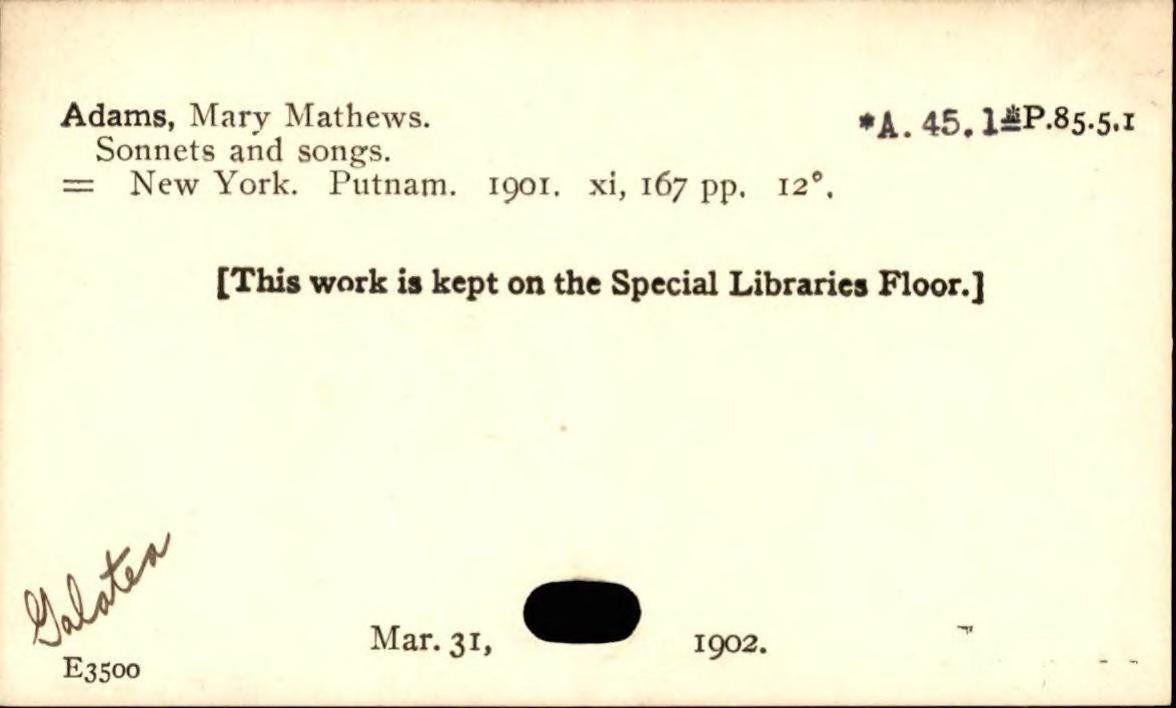 Adams, Mary Mathews. *A. 45. 1 = *P.85.5.1
Sonnets and songs.
= New York. Putnam. 1901. xi, 167 pp. 12°.
[This work is kept on the Special Libraries Floor.]
Galatea
Mar. 31, 1902.
E3500